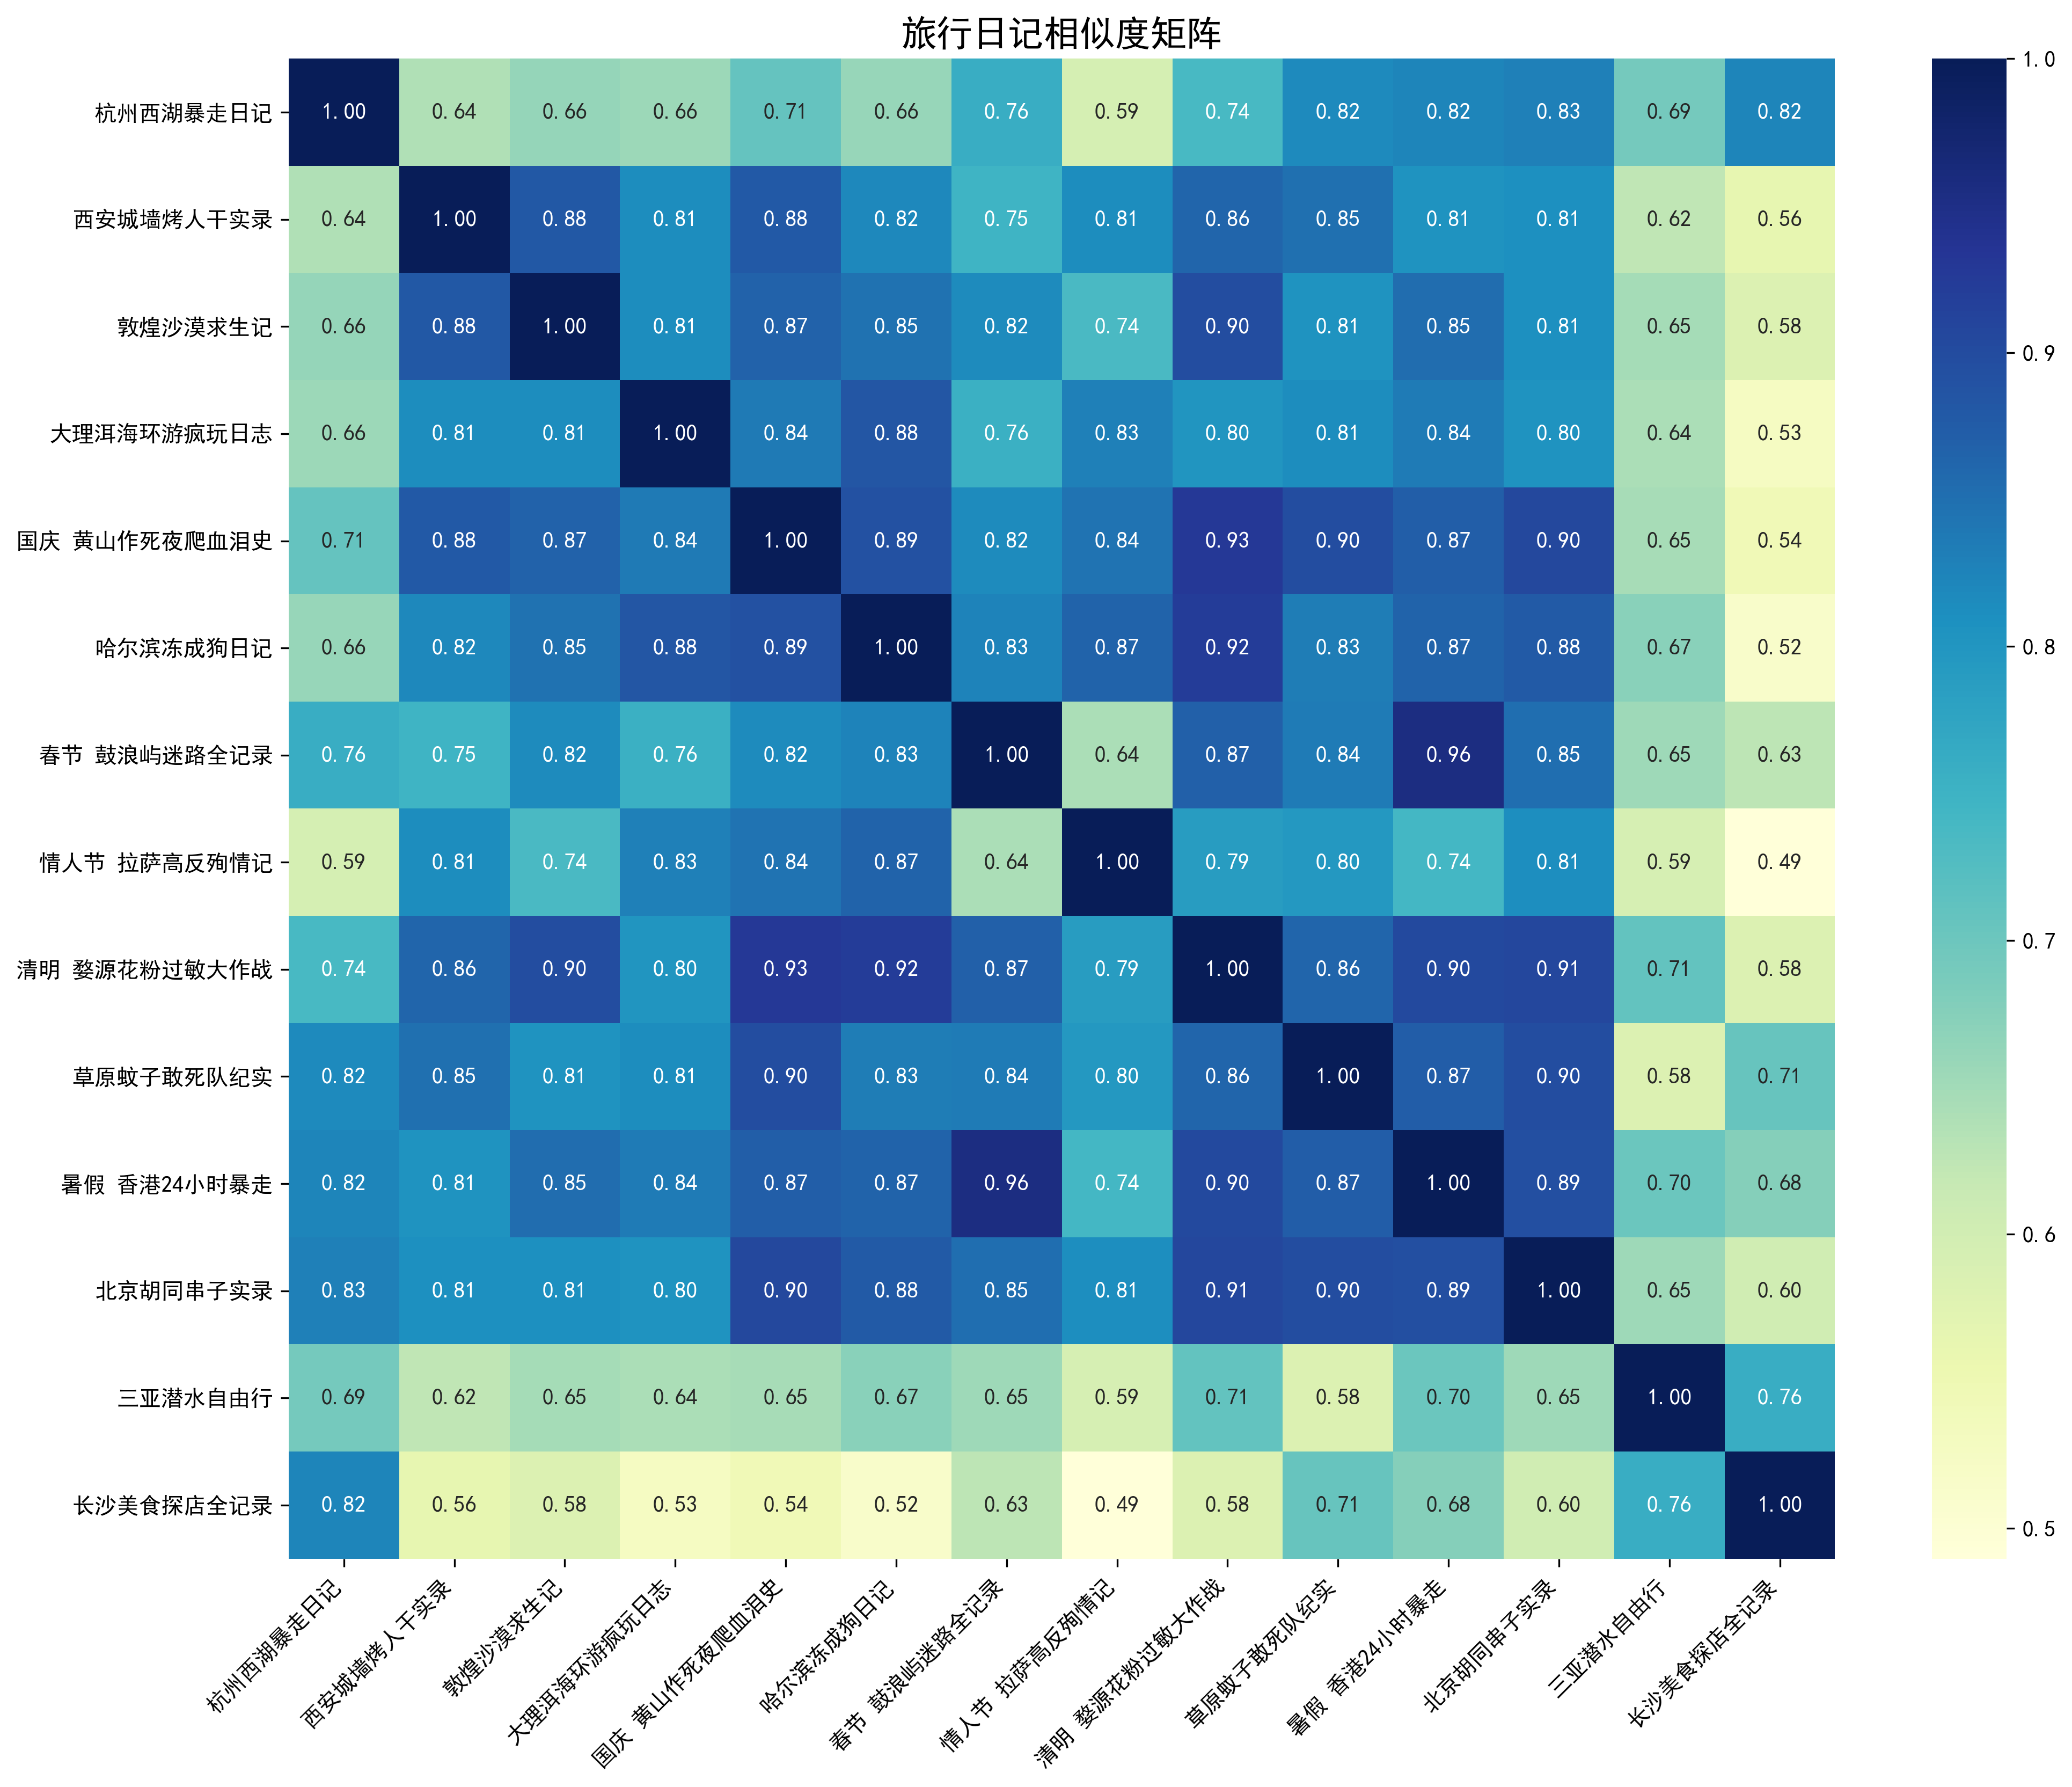 旅行日记相似度矩阵
杭州西湖暴走日记 1.00 0.64 0.66 0.66 0.71 0.66 0.76 0.59 0.74 0.82 0.82 0.83 0.69 0.82
西安城墙烤人干实录 0.64 1.00 0.88 0.81 0.88 0.82 0.75 0.81 0.86 0.85 0.81 0.81 0.62 0.56
敦煌沙漠求生记 0.66 0.88 1.00 0.81 0.87 0.85 0.82 0.74 0.90 0.81 0.85 0.81 0.65 0.58
大理洱海环游疯玩日志 0.66 0.81 0.81 1.00 0.84 0.88 0.76 0.83 0.80 0.81 0.84 0.80 0.64 0.53
国庆 黄山作死夜爬血泪史 0.71 0.88 0.87 0.84 1.00 0.89 0.82 0.84 0.93 0.90 0.87 0.90 0.65 0.54
哈尔滨冻成狗日记 0.66 0.82 0.85 0.88 0.89 1.00 0.83 0.87 0.92 0.83 0.87 0.88 0.67 0.52
春节 鼓浪屿迷路全记录 0.76 0.75 0.82 0.76 0.82 0.83 1.00 0.64 0.87 0.84 0.96 0.85 0.65 0.63
情人节 拉萨高反殉情记 0.59 0.81 0.74 0.83 0.84 0.87 0.64 1.00 0.79 0.80 0.74 0.81 0.59 0.49
清明 婺源花粉过敏大作战 0.74 0.86 0.90 0.80 0.93 0.92 0.87 0.79 1.00 0.86 0.90 0.91 0.71 0.58
草原蚊子敢死队纪实 0.82 0.85 0.81 0.81 0.90 0.83 0.84 0.80 0.86 1.00 0.87 0.90 0.58 0.71
暑假 香港24小时暴走 0.82 0.81 0.85 0.84 0.87 0.87 0.96 0.74 0.90 0.87 1.00 0.89 0.70 0.68
北京胡同串子实录 0.83 0.81 0.81 0.80 0.90 0.88 0.85 0.81 0.91 0.90 0.89 1.00 0.65 0.60
三亚潜水自由行 0.69 0.62 0.65 0.64 0.65 0.67 0.65 0.59 0.71 0.58 0.70 0.65 1.00 0.76
长沙美食探店全记录 0.82 0.56 0.58 0.53 0.54 0.52 0.63 0.49 0.58 0.71 0.68 0.60 0.76 1.00
杭州西湖暴走日记
西安城墙烤人干实录
敦煌沙漠求生记
大理洱海环游疯玩日志
国庆 黄山作死夜爬血泪史
哈尔滨冻成狗日记
春节 鼓浪屿迷路全记录
情人节 拉萨高反殉情记
清明 婺源花粉过敏大作战
草原蚊子敢死队纪实
暑假 香港24小时暴走
北京胡同串子实录
三亚潜水自由行
长沙美食探店全记录
1.0
0.9
0.8
0.7
0.6
0.5